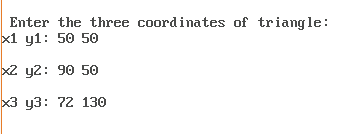 Enter the three coordinates of triangle:
x1 y1: 50 50
x2 y2: 90 50
x3 y3: 72 130